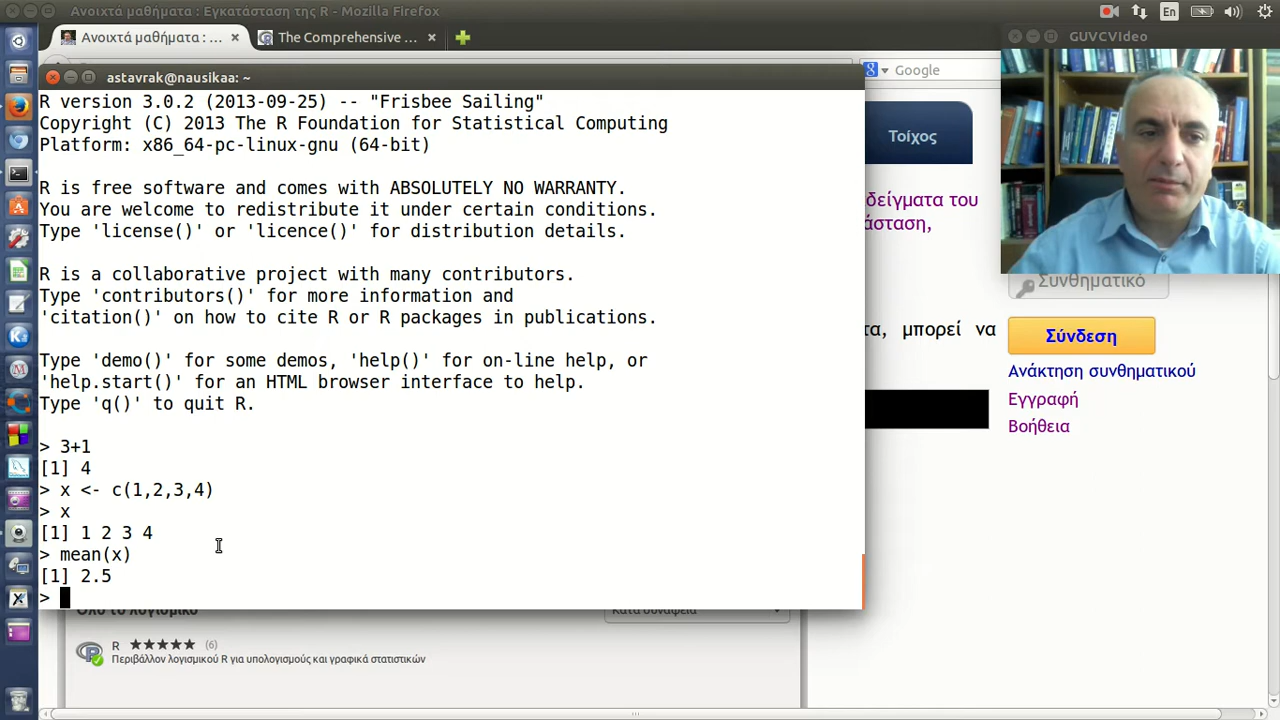 Ανοιχτά μαθήματα : Εγκατάσταση της R - Mozilla Firefox
En
Ανοιχτά μαθήματα : ...
The Comprehensive ...
GUVCVIdeo
astavrak@nausikaa: ~
Google
R version 3.0.2 (2013-09-25) -- "Frisbee Sailing"
Copyright (C) 2013 The R Foundation for Statistical Computing
Platform: x86_64-pc-linux-gnu (64-bit)
Τοίχος
R is free software and comes with ABSOLUTELY NO WARRANTY.
You are welcome to redistribute it under certain conditions.
Type 'license()' or 'licence()' for distribution details.
δείγματα του
άσταση,
R is a collaborative project with many contributors.
Type 'contributors()' for more information and
'citation()' on how to cite R or R packages in publications.
Συνθηματικό
τα, μπορεί να
Σύνδεση
Type 'demo()' for some demos, 'help()' for on-line help, or
'help.start()' for an HTML browser interface to help.
Type 'q()' to quit R.
Ανάκτηση συνθηματικού
Εγγραφή
Βοήθεια
> 3+1
[1] 4
> x <- c(1,2,3,4)
> x
[1] 1 2 3 4
> mean(x)
[1] 2.5
>
Όλο το λογισμικό
Κατά συνάφεια
R ★★★★★ (6)
Περιβάλλον λογισμικού R για υπολογισμούς και γραφικά στατιστικών